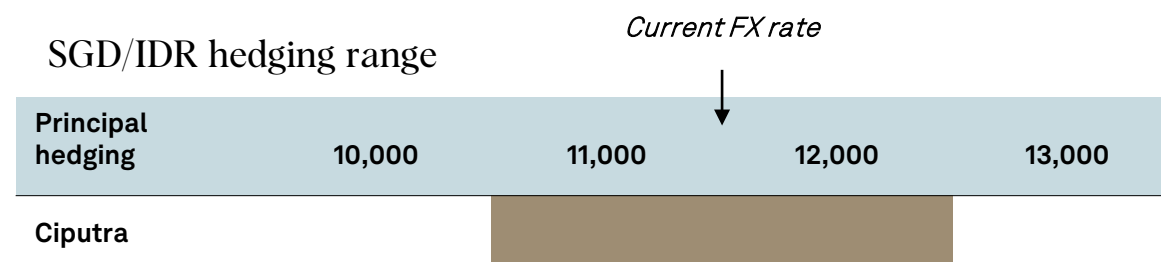 Current FX rate
SGD/IDR hedging range
Principal
hedging 10,000 11,000 12,000 13,000
Ciputra